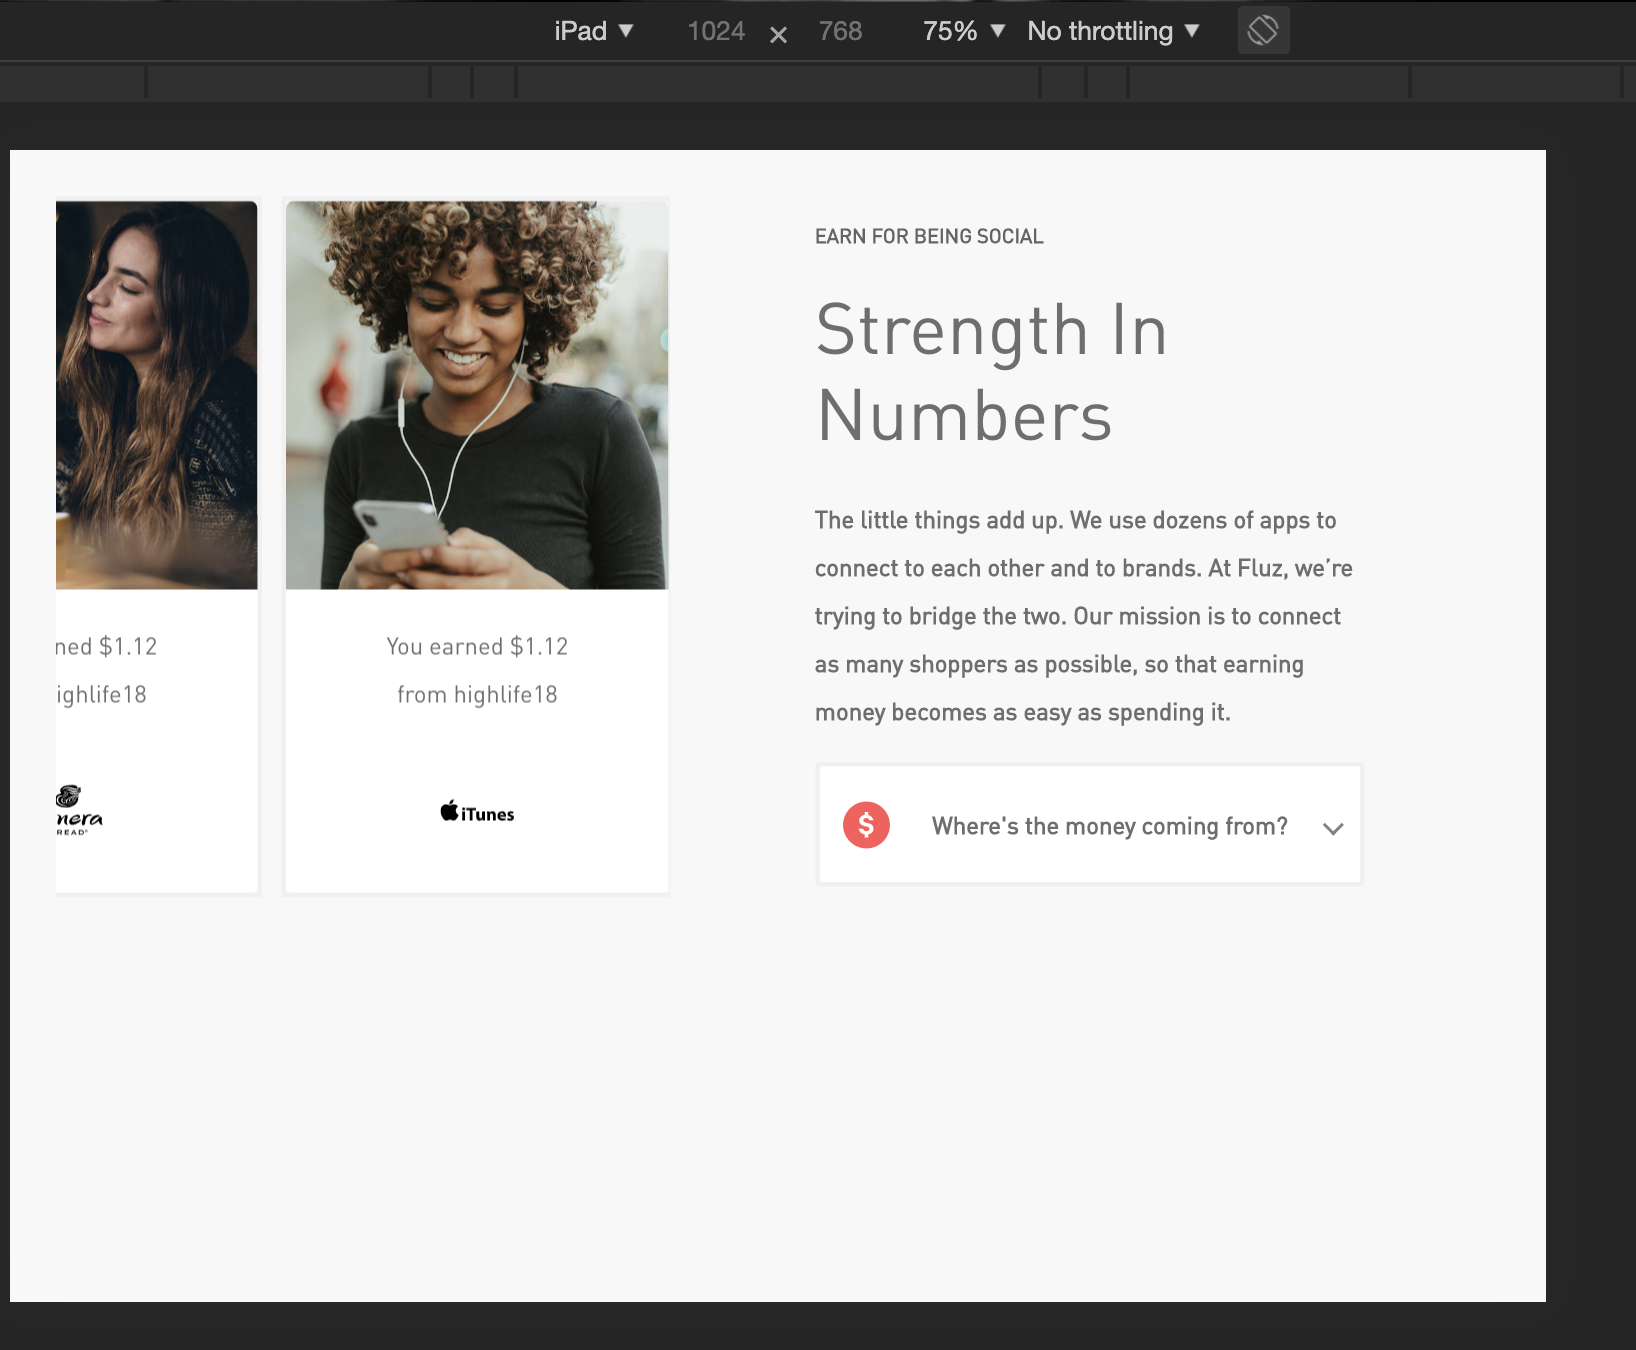 iPad 1024 × 768 75% No throttling
EARN FOR BEING SOCIAL
Strength In
Numbers
The little things add up. We use dozens of apps to
connect to each other and to brands. At Fluz, we’re
trying to bridge the two. Our mission is to connect
as many shoppers as possible, so that earning
money becomes as easy as spending it.
$ Where's the money coming from?
ned $1.12
ighlife18
nera
READ®
You earned $1.12
from highlife18
iTunes